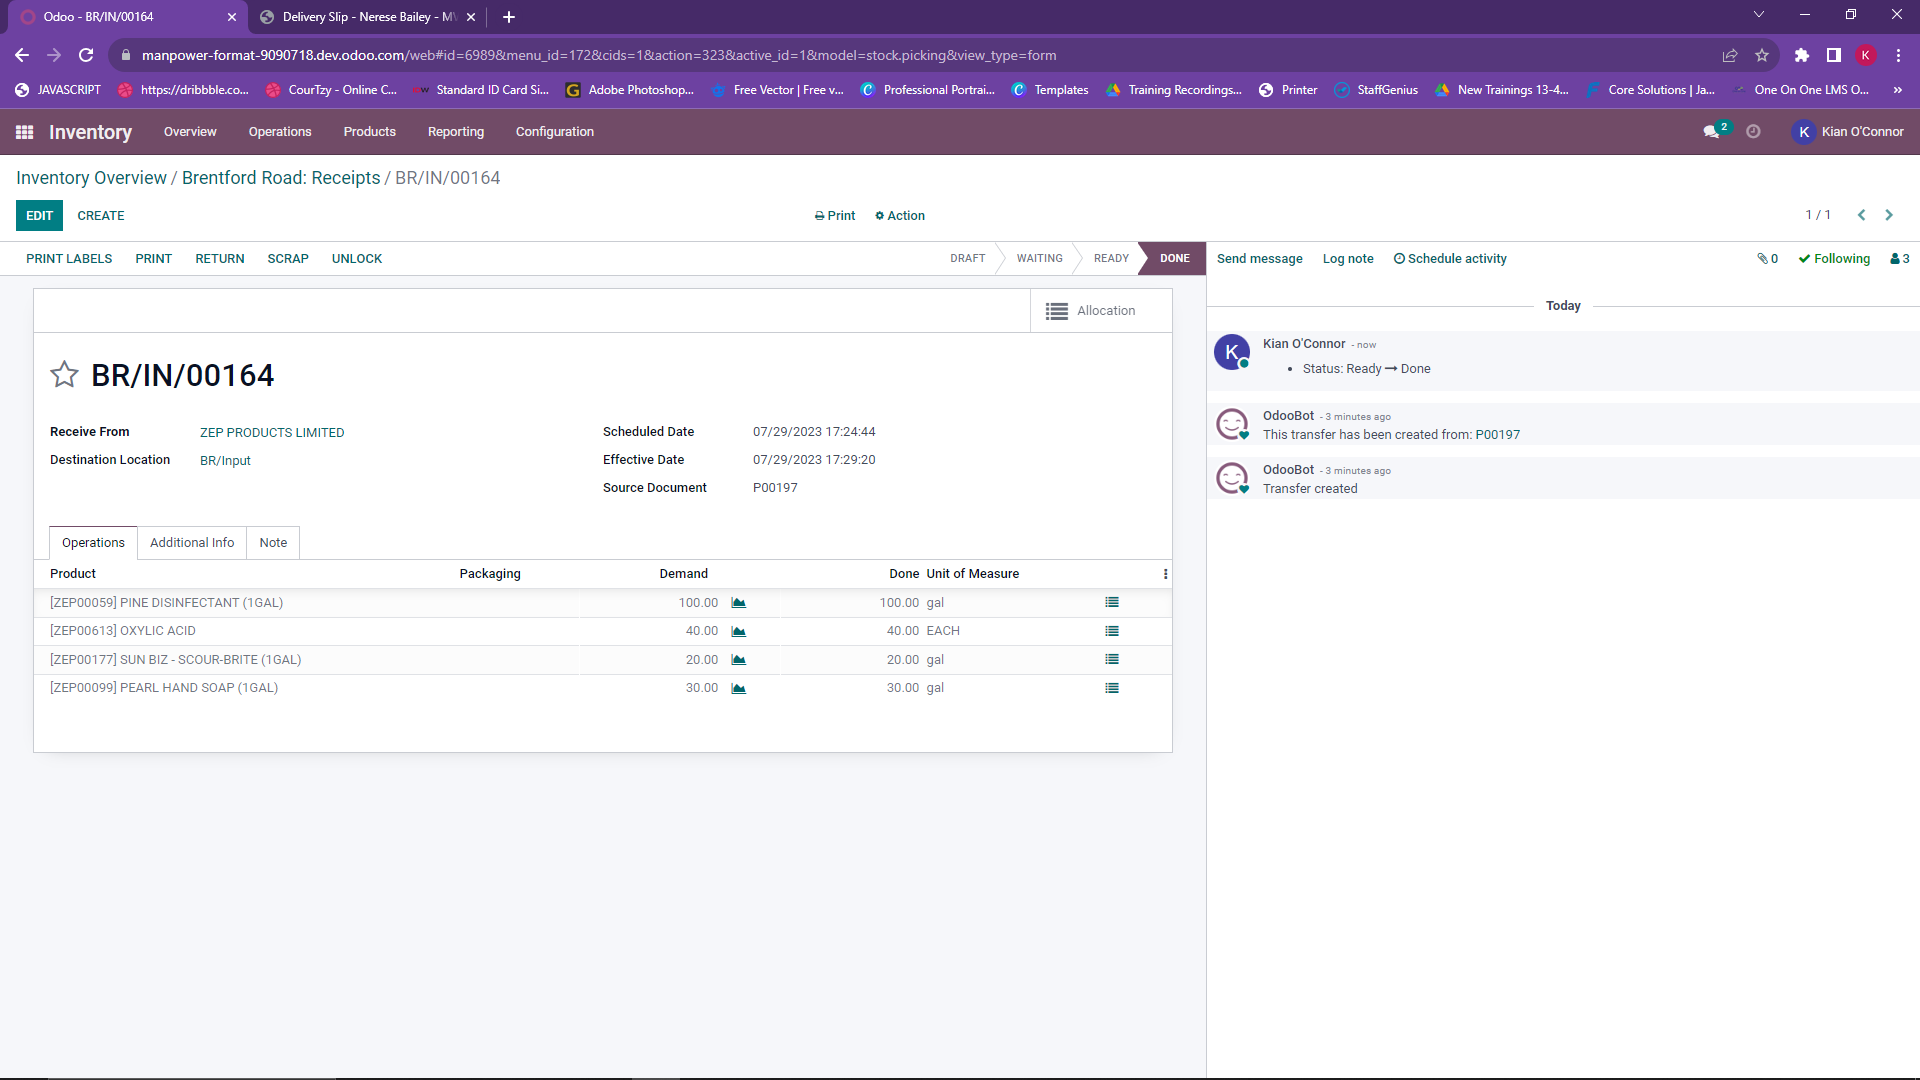 Odoo - BR/IN/00164
Delivery Slip - Nerese Bailey - M
manpower-format-9090718.dev.odoo.com/web#id=6989&menu_id=172&cids=1&action=323&active_id=1&model=stock.picking&view_type=form
K
JAVASCRIPT https://dribbble.co... CourTzy - Online C... Standard ID Card Si... Adobe Photoshop... Free Vector | Free v... Professional Portrai... Templates Training Recordings... Printer StaffGenius New Trainings 13-4... Core Solutions | Ja... One On One LMS O... »
Inventory Overview Operations Products Reporting Configuration 2 K Kian O'Connor
Inventory Overview / Brentford Road: Receipts / BR/IN/00164
EDIT CREATE Print Action 1 / 1
PRINT LABELS PRINT RETURN SCRAP UNLOCK DRAFT WAITING READY DONE
Send message Log note Schedule activity 0 Following 3
Allocation
BR/IN/00164
Receive From ZEP PRODUCTS LIMITED
Destination Location BR/Input
Scheduled Date 07/29/2023 17:24:44
Effective Date 07/29/2023 17:29:20
Source Document P00197
Operations Additional Info Note
Product Packaging Demand Done Unit of Measure
[ZEP00059] PINE DISINFECTANT (1GAL) 100.00 100.00 gal
[ZEP00613] OXYLIC ACID 40.00 40.00 EACH
[ZEP00177] SUN BIZ - SCOUR-BRITE (1GAL) 20.00 20.00 gal
[ZEP00099] PEARL HAND SOAP (1GAL) 30.00 30.00 gal
Today
K Kian O'Connor - now
• Status: Ready → Done
OdooBot - 3 minutes ago
This transfer has been created from: P00197
OdooBot - 3 minutes ago
Transfer created